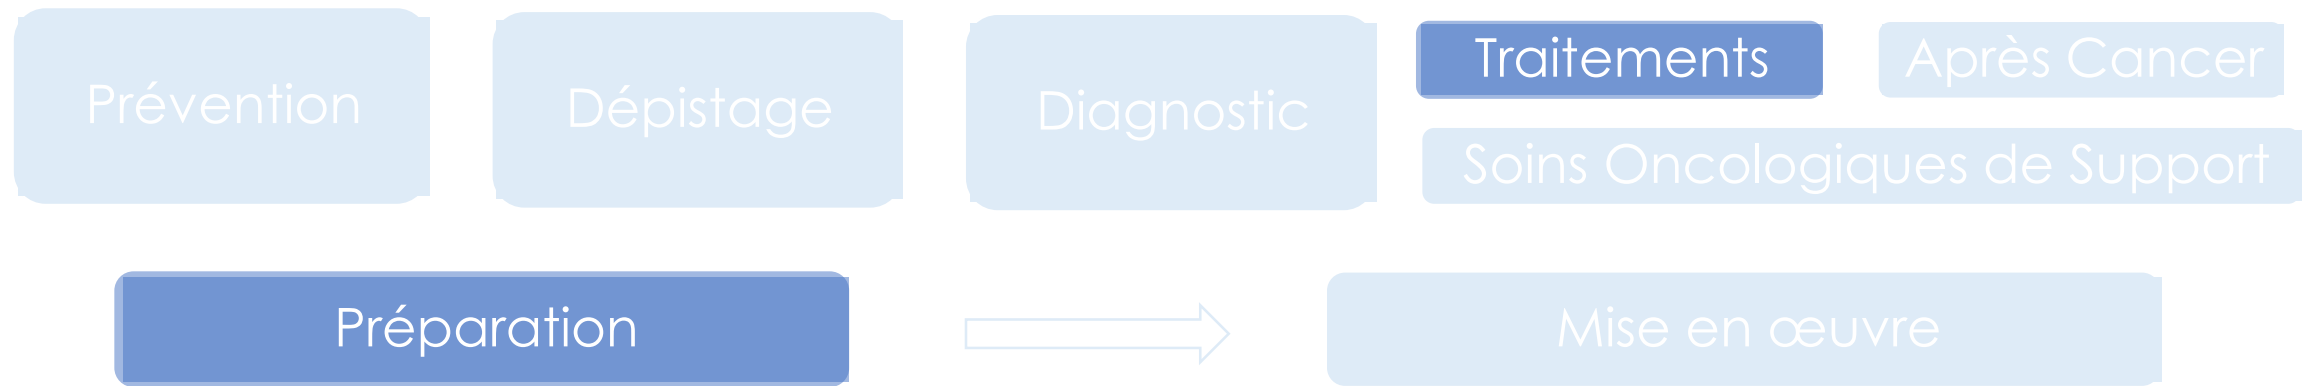 Prévention
Dépistage
Diagnostic
Traitements
Après Cancer
Soins Oncologiques de Support
Préparation
Mise en œuvre